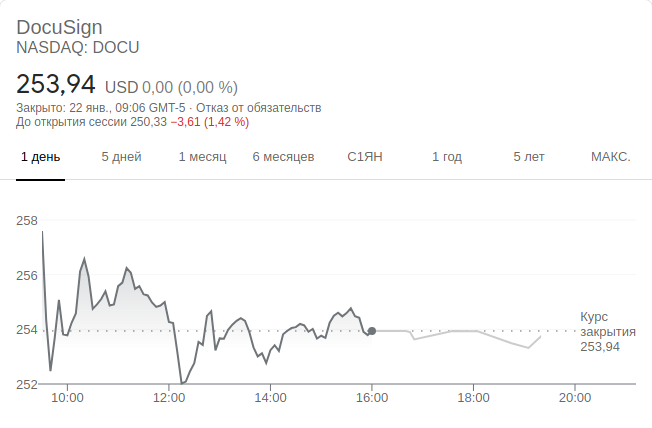 DocuSign
NASDAQ: DOCU
253,94 USD 0,00 (0,00 %)
Закрыто: 22 янв., 09:06 GMT-5 · Отказ от обязательств
До открытия сессии 250,33 −3,61 (1,42 %)
1 день 5 дней 1 месяц 6 месяцев С1ЯН 1 год 5 лет МАКС.
258
256
254
252
Курс
закрытия
253,94
10:00 12:00 14:00 16:00 18:00 20:00